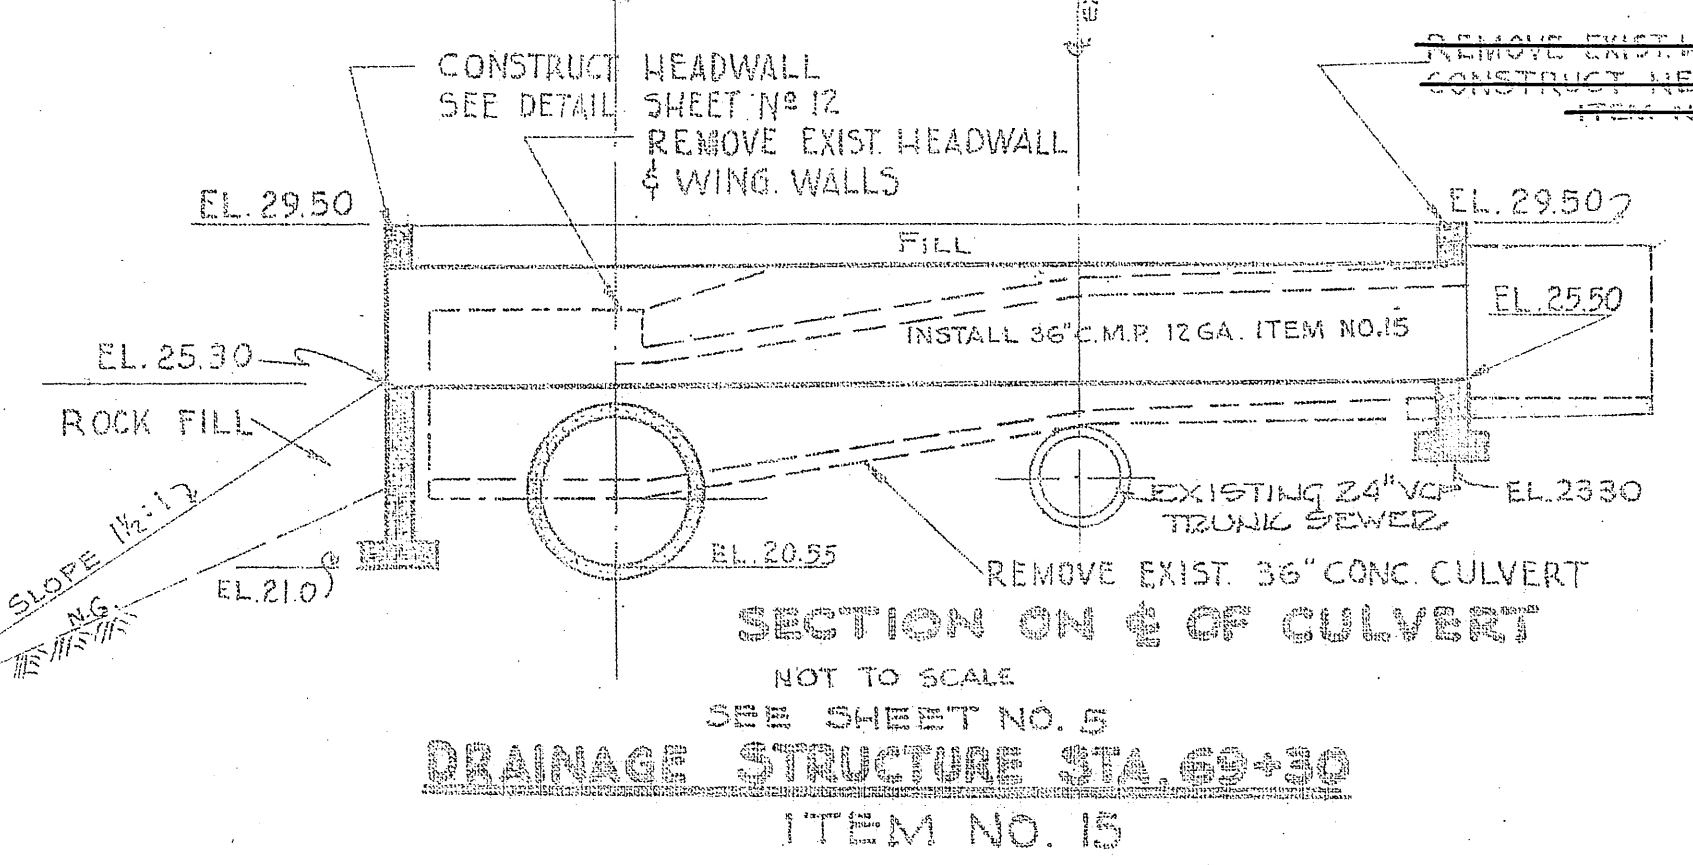 CONSTRUCT HEADWALL
SEE DETAIL SHEET Nº 12
REMOVE EXIST. HEADWALL
& WING. WALLS
REMOVE EXIST.
CONSTRUCT
ITEM
EL. 29.50
EL. 29.50
FILL
EL. 25.50
INSTALL 36" C.M.P. 12 GA. ITEM NO. 15
EL. 25.30
ROCK FILL
SLOPE 1½:1
N.G.
EL. 21.0
EL. 20.55
EXISTING 24" VCP
TRUNK SEWER
EL. 23.30
REMOVE EXIST. 36" CONC. CULVERT
SECTION ON ℄ OF CULVERT
NOT TO SCALE
SEE SHEET NO. 5
DRAINAGE STRUCTURE STA. 69+30
ITEM NO. 15